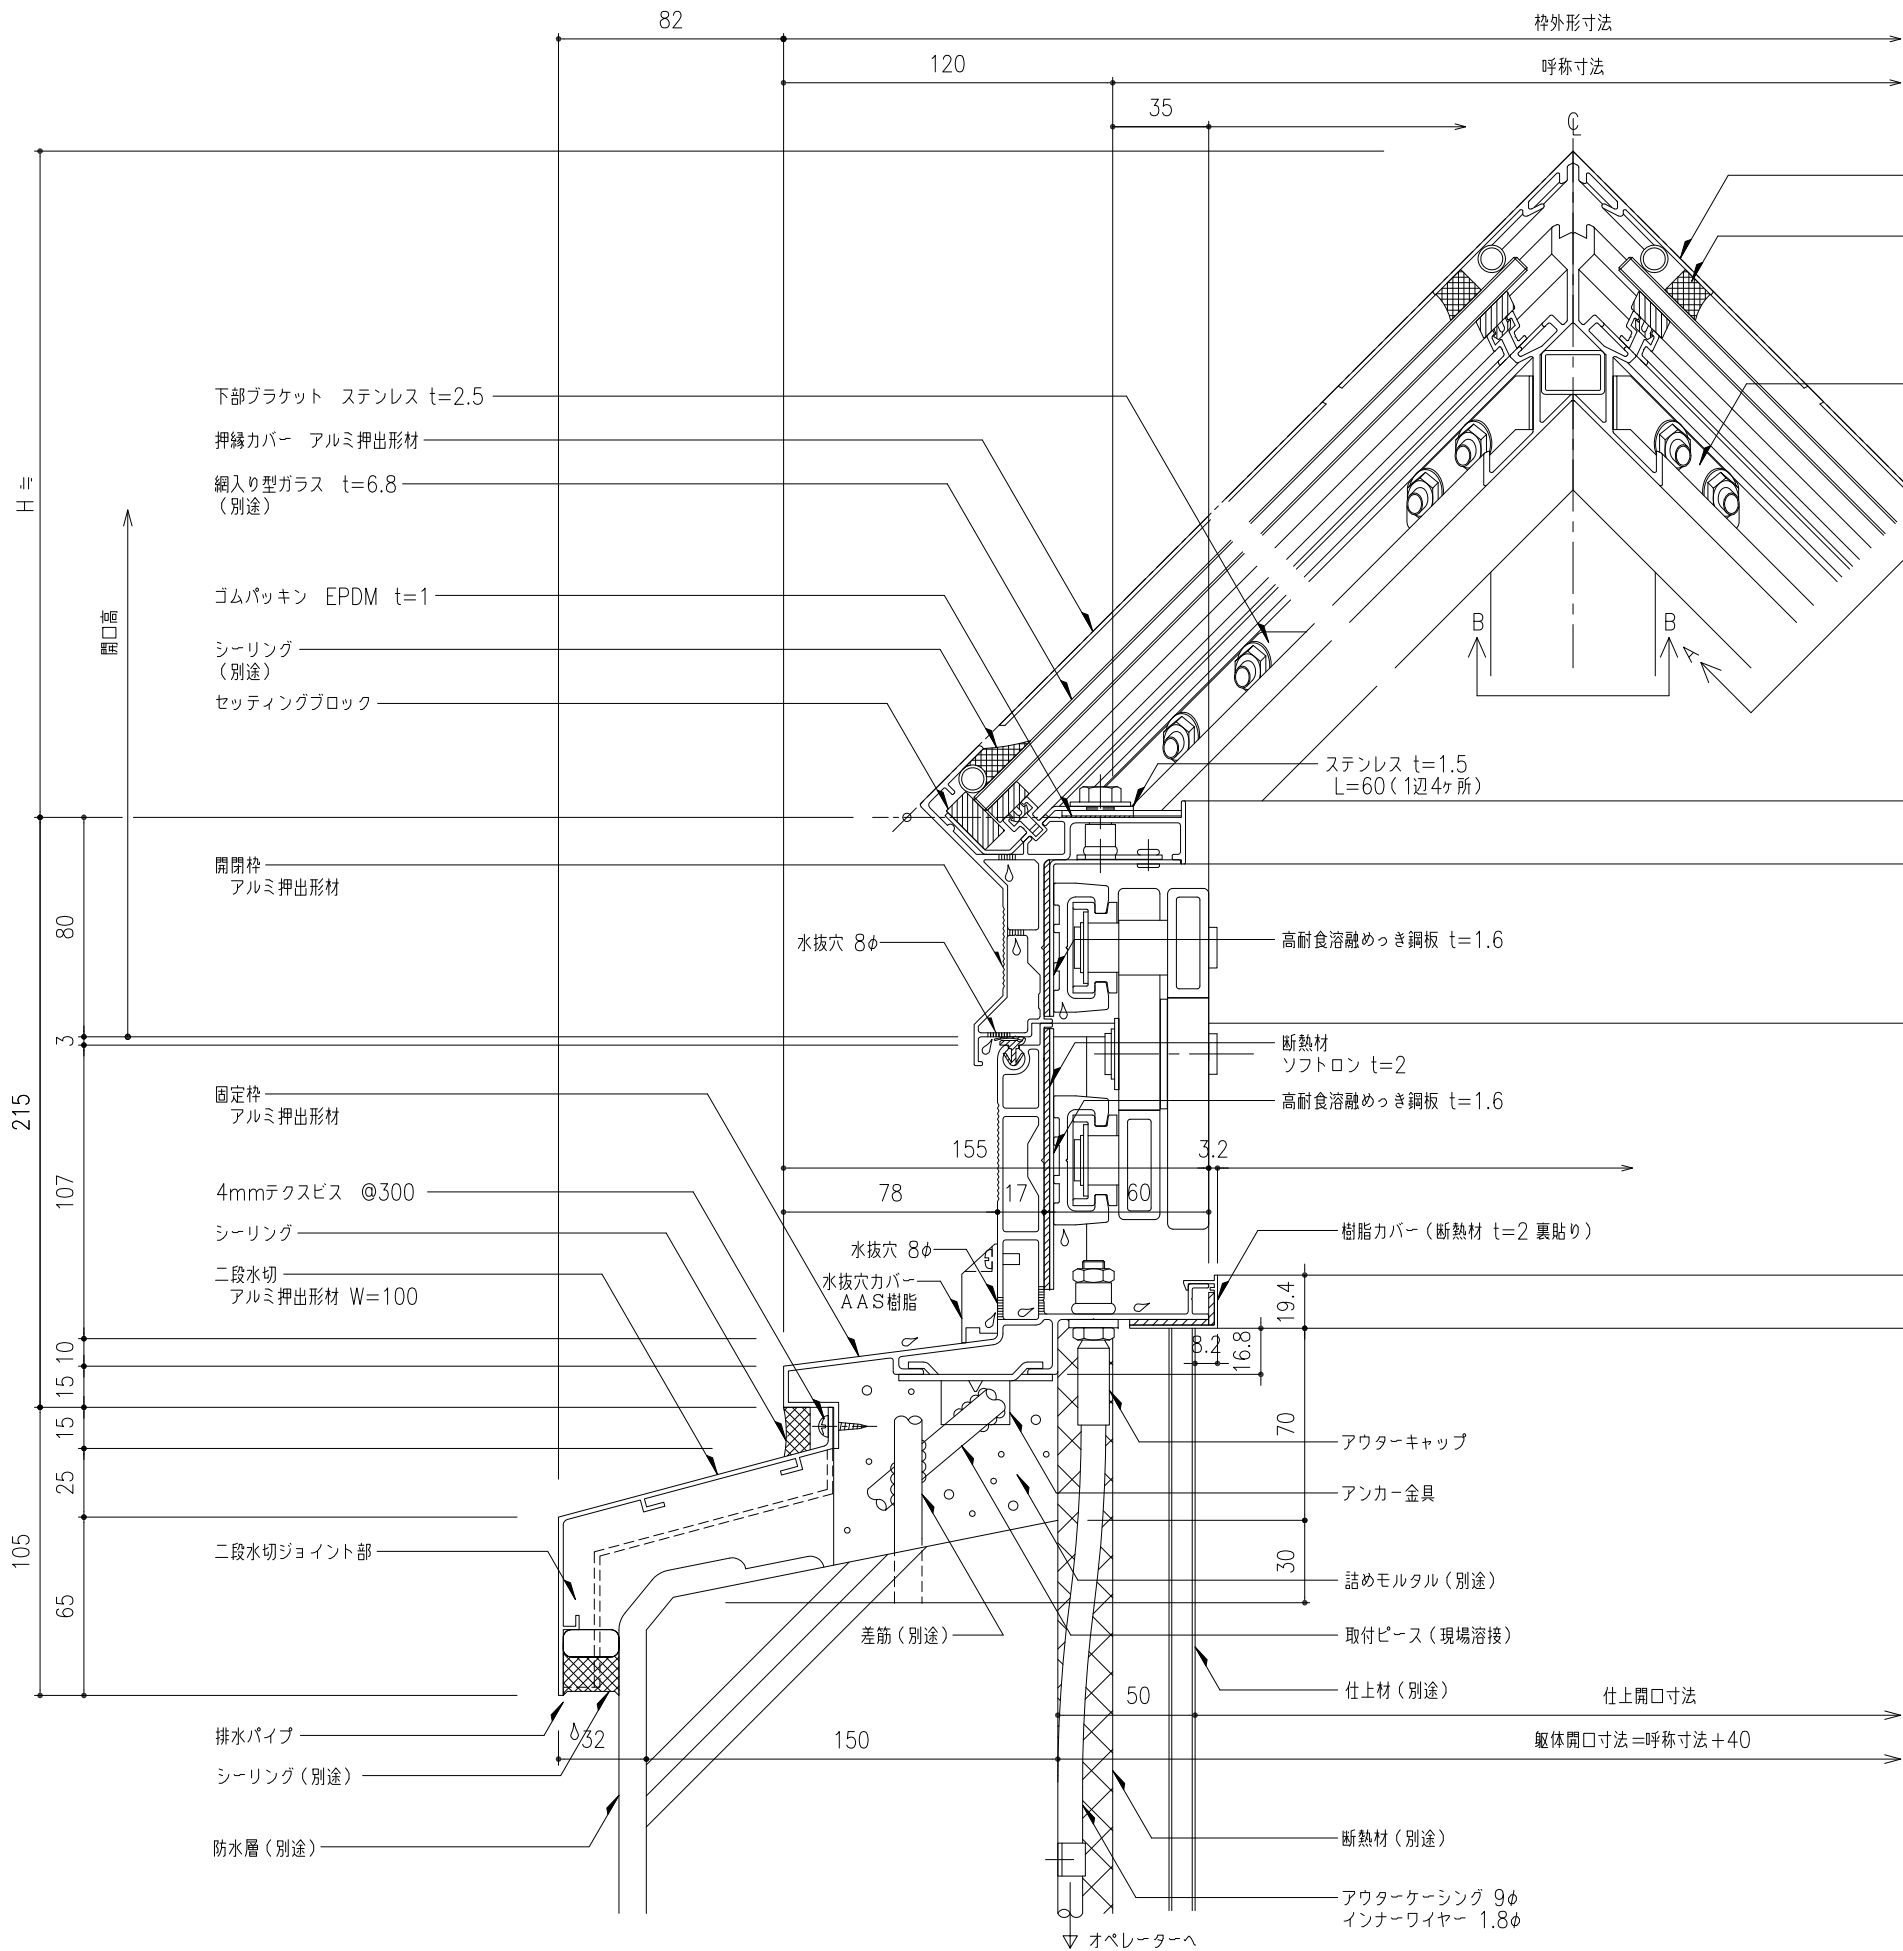 82
枠外形寸法
120
呼称寸法
35
℄
H ≒
開口高
下部ブラケット ステンレス t=2.5
押縁カバー アルミ押出形材
網入り型ガラス t=6.8
（別途）
ゴムパッキン EPDM t=1
シーリング
（別途）
セッティングブロック
B
B
A
ステンレス t=1.5
L=60（1辺4ヶ所）
開閉枠
アルミ押出形材
80
水抜穴 8φ
高耐食溶融めっき鋼板 t=1.6
3
断熱材
ソフトロン t=2
215
固定枠
アルミ押出形材
高耐食溶融めっき鋼板 t=1.6
155
3.2
107
4mmテクスビス @300
78
17
60
シーリング
水抜穴 8φ
樹脂カバー（断熱材 t=2 裏貼り）
二段水切
アルミ押出形材 W=100
水抜穴カバー
AAS樹脂
19.4
10
8.2
16.8
15
15
70
アウターキャップ
25
アンカー金具
105
二段水切ジョイント部
30
詰めモルタル（別途）
65
差筋（別途）
取付ピース（現場溶接）
仕上材（別途）
50
仕上開口寸法
排水パイプ
32
150
躯体開口寸法=呼称寸法+40
シーリング（別途）
防水層（別途）
断熱材（別途）
アウターケーシング 9φ
インナーワイヤー 1.8φ
オペレーターへ